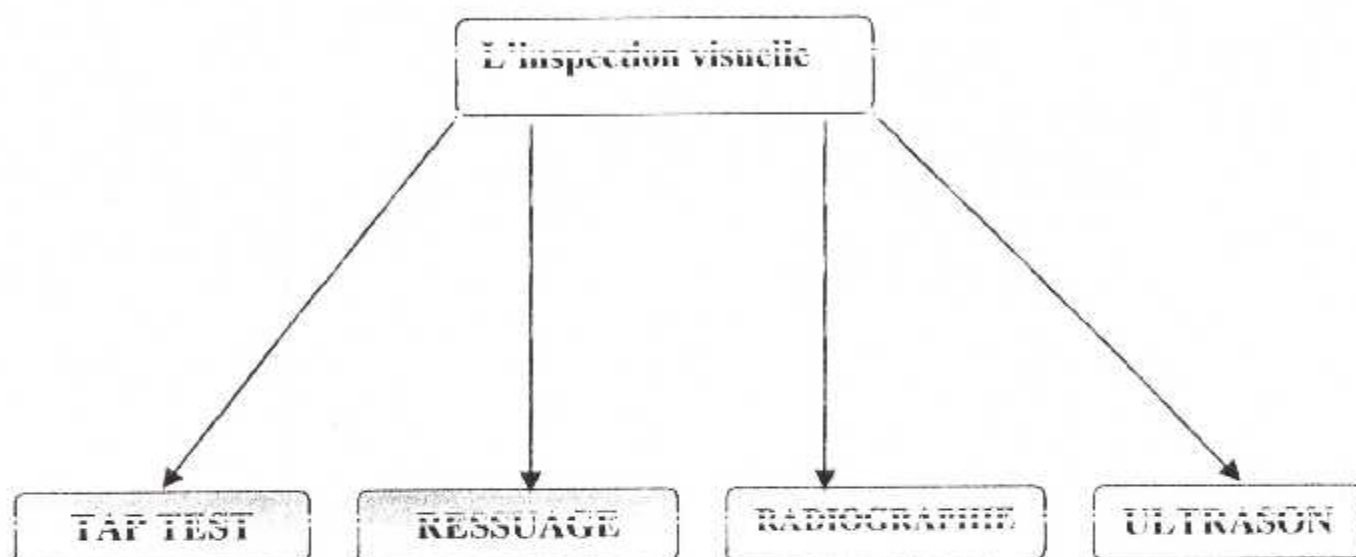 L'inspection visuelle
TAP TEST
RESSUAGE
RADIOGRAPHIE
ULTRASON